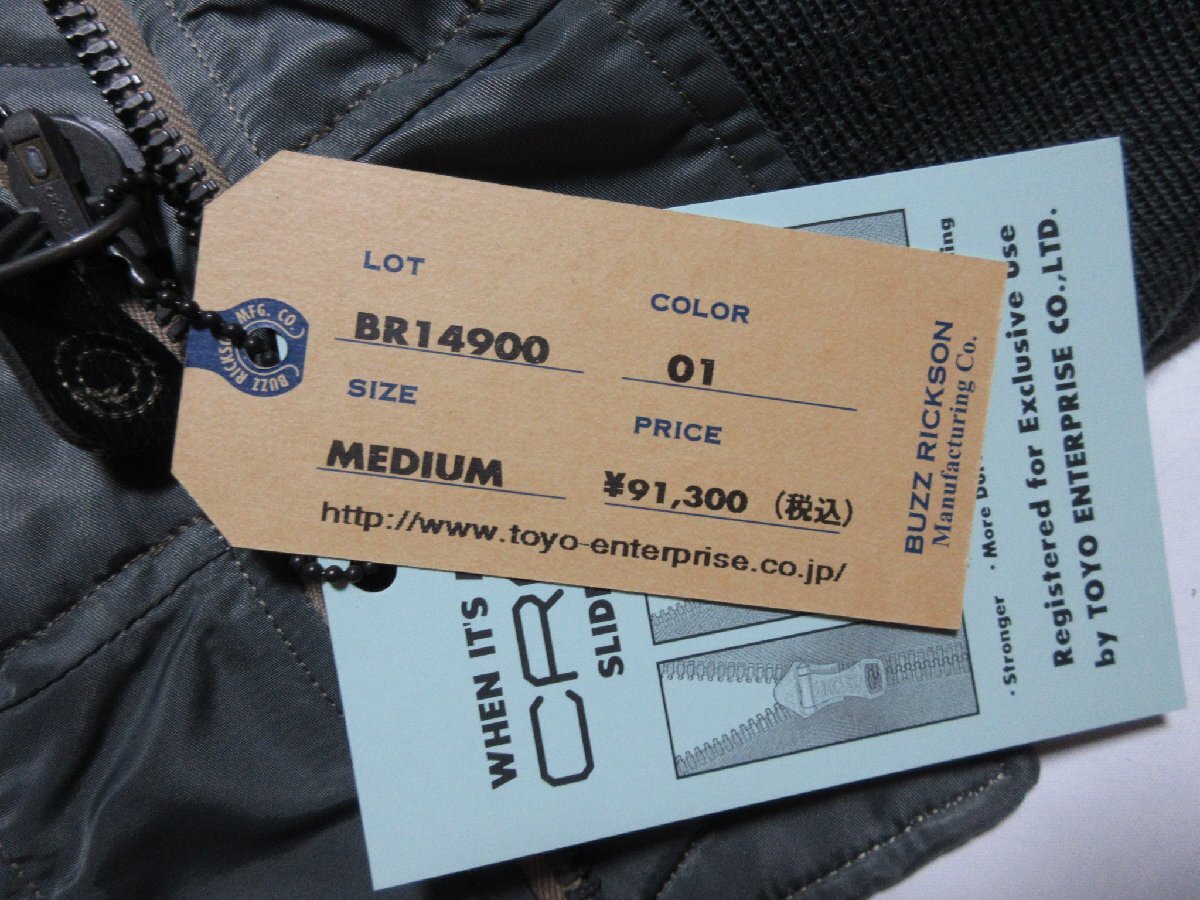 MFG. CO.
BUZZ RICKS
LOT
BR14900
COLOR
01
SIZE
MEDIUM
PRICE
¥91,300 (税込)
http://www.toyo-enterprise.co.jp/
BUZZ RICKSON
Manufacturing Co.
WHEN IT'S
SLID
· Stronger · More
Registered for Exclusive use
by TOYO ENTERPRISE CO.,LTD.